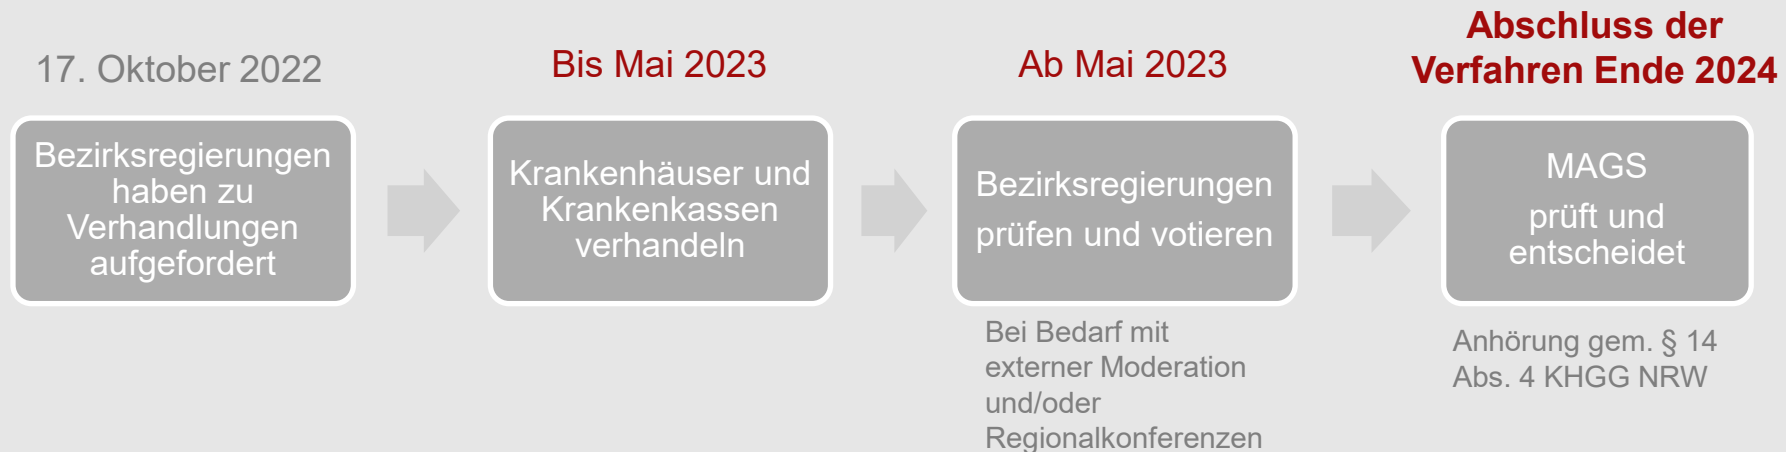 17. Oktober 2022
Bezirksregierungen
haben zu
Verhandlungen
aufgefordert
Bis Mai 2023
Krankenhäuser und
Krankenkassen
verhandeln
Ab Mai 2023
Bezirksregierungen
prüfen und votieren
Bei Bedarf mit
externer Moderation
und/oder
Regionalkonferenzen
Abschluss der
Verfahren Ende 2024
MAGS
prüft und
entscheidet
Anhörung gem. § 14
Abs. 4 KHGG NRW